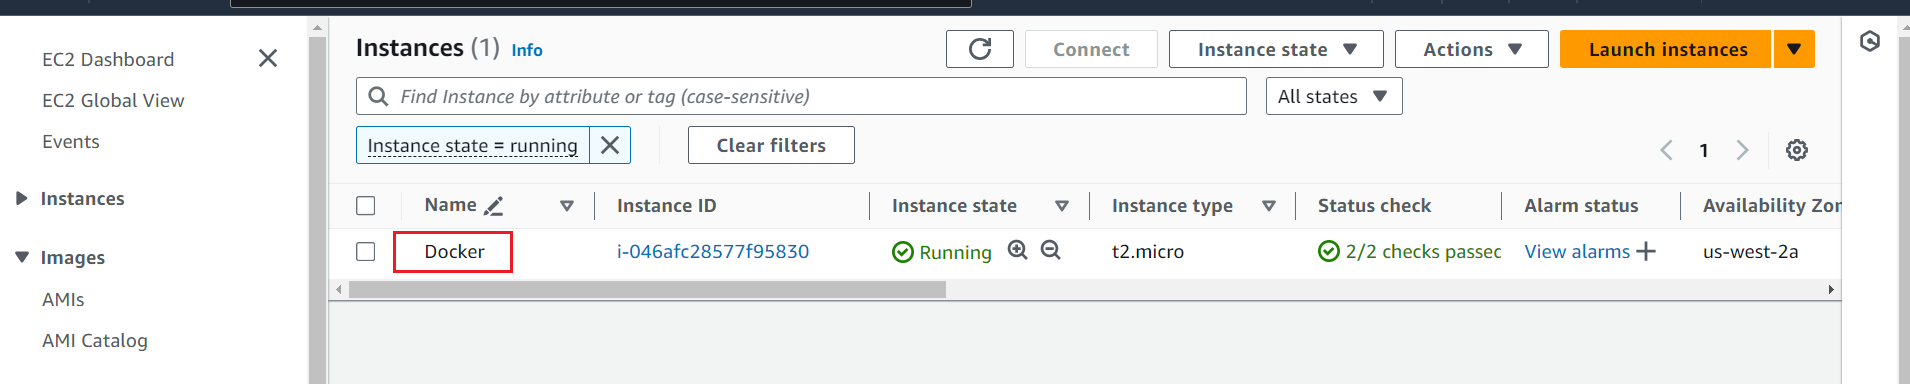 EC2 Dashboard
EC2 Global View
Events
Instances
Images
AMIs
AMI Catalog
Instances (1) Info
Connect
Instance state
Actions
Launch instances
Find Instance by attribute or tag (case-sensitive)
All states
Instance state = running
Clear filters
1
Name Instance ID Instance state Instance type Status check Alarm status Availability Zon
Docker i-046afc28577f95830 Running t2.micro 2/2 checks passed View alarms + us-west-2a